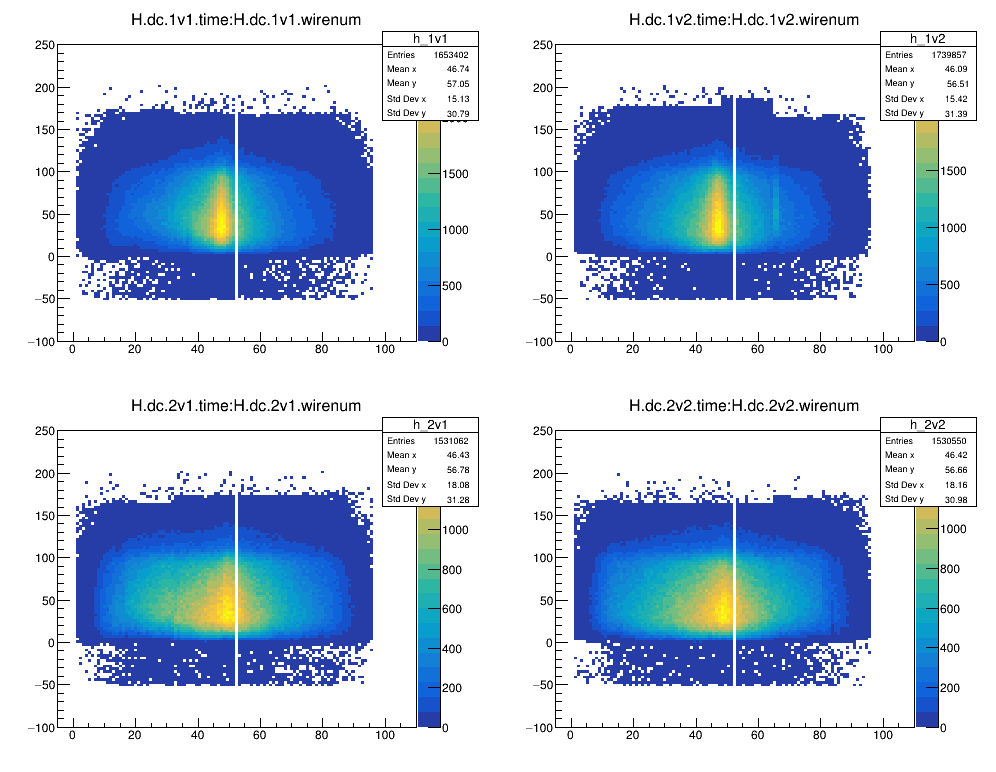 H.dc.1v1.time:H.dc.1v1.wirenum
h_1v1
Entries 1653402
Mean x 46.74
Mean y 57.05
Std Dev x 15.13
Std Dev y 30.79
250
200
150
100
50
0
−50
−100
0 20 40 60 80 100
1500
1000
500
0
H.dc.1v2.time:H.dc.1v2.wirenum
h_1v2
Entries 1739857
Mean x 46.09
Mean y 56.51
Std Dev x 15.42
Std Dev y 31.39
250
200
150
100
50
0
−50
−100
0 20 40 60 80 100
1500
1000
500
0
H.dc.2v1.time:H.dc.2v1.wirenum
h_2v1
Entries 1531062
Mean x 46.43
Mean y 56.78
Std Dev x 18.08
Std Dev y 31.28
250
200
150
100
50
0
−50
−100
0 20 40 60 80 100
1000
800
600
400
200
0
H.dc.2v2.time:H.dc.2v2.wirenum
h_2v2
Entries 1530550
Mean x 46.42
Mean y 56.66
Std Dev x 18.16
Std Dev y 30.98
250
200
150
100
50
0
−50
−100
0 20 40 60 80 100
1000
800
600
400
200
0